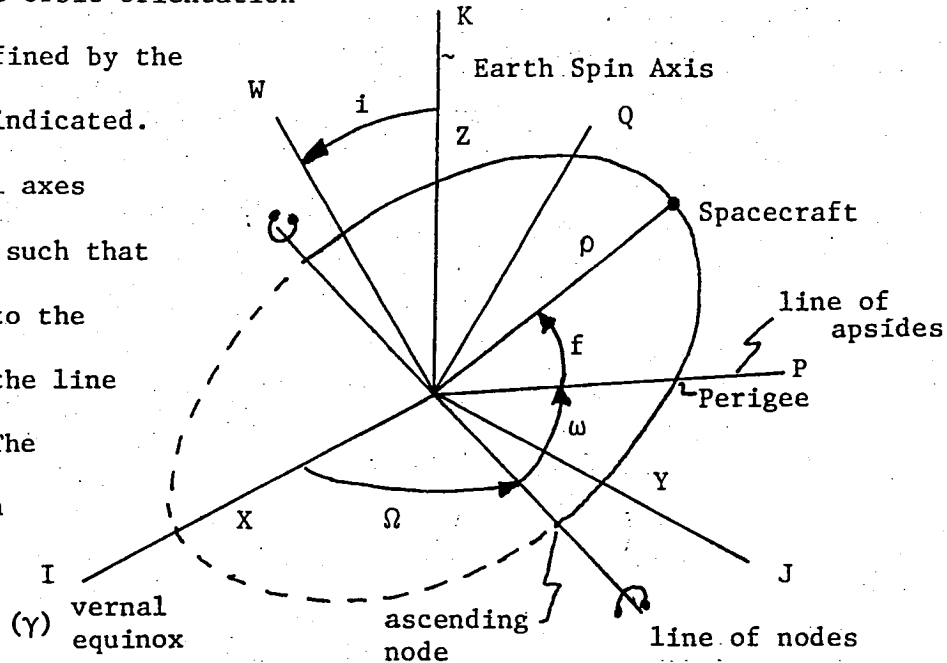 orbit orientation
fined by the
indicated.
axes
such that
to the
the line
The
K
Earth Spin Axis
W
i
Z
Q
Spacecraft
ρ
line of
apsides
f
P
Perigee
ω
Y
X
Ω
I
J
(γ) vernal
equinox
ascending
node
line of nodes